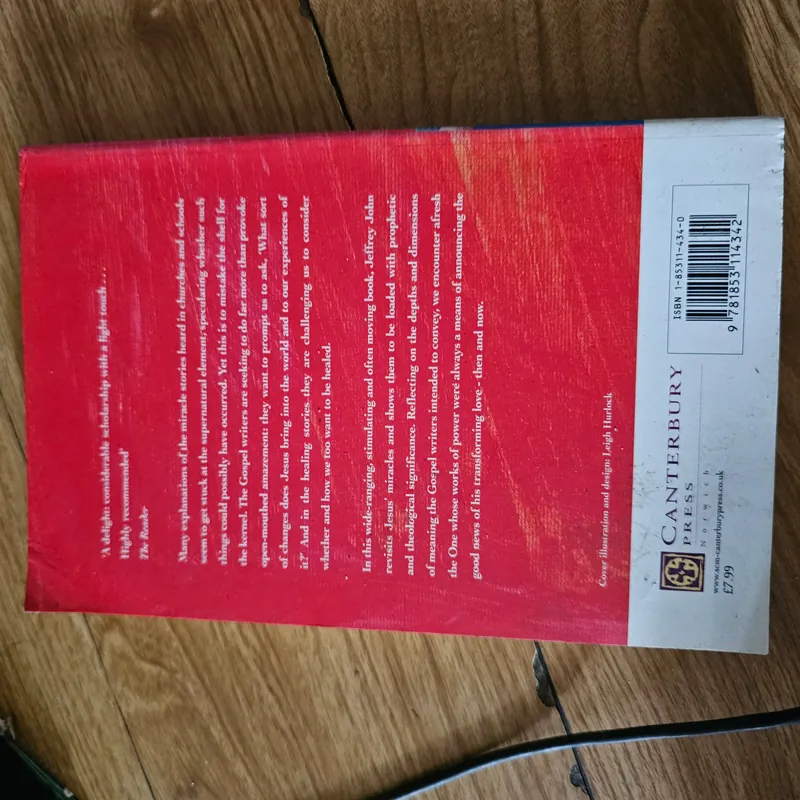 'A delight: considerable scholarship with a light touch . . .
Highly recommended'
The Reader
Many explanations of the miracle stories heard in churches and schools
seem to get stuck at the supernatural element, speculating whether such
things could possibly have occurred. Yet this is to mistake the shell for
the kernel. The Gospel writers are seeking to do far more than provoke
open-mouthed amazement: they want to prompt us to ask, 'What sort
of changes does Jesus bring into the world and to our experiences of
it?' And in the healing stories, they are challenging us to consider
whether and how we too want to be healed.
In this wide-ranging, stimulating and often moving book, Jeffrey John
revisits Jesus' miracles and shows them to be loaded with prophetic
and theological significance. Reflecting on the depths and dimensions
of meaning the Gospel writers intended to convey, we encounter afresh
the One whose works of power were always a means of announcing the
good news of his transforming love - then and now.
Cover illustration and design: Leigh Hurlock
CANTERBURY
PRESS
Norwich
www.scm-canterburypress.co.uk
£7.99
ISBN 1-85311-434-0
9 781853 114342